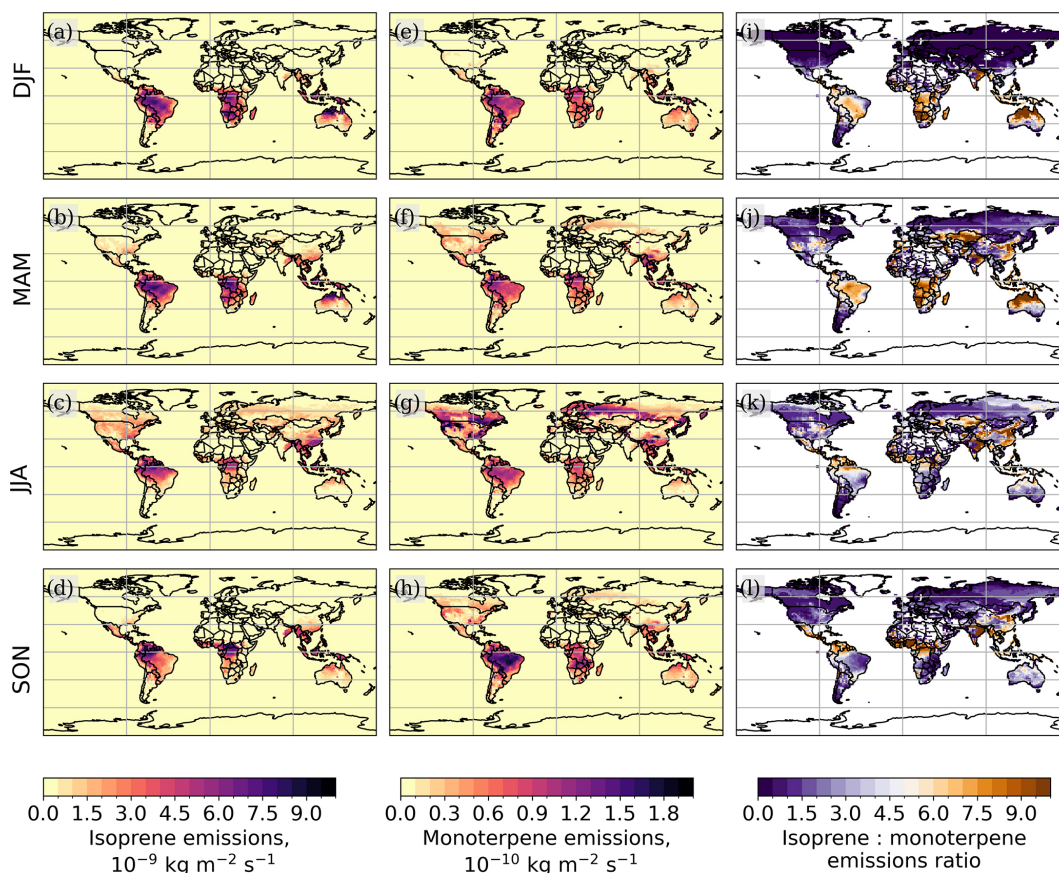 (a) (e) (i)
DJF
(b) (f) (j)
MAM
(c) (g) (k)
JJA
(d) (h) (l)
SON
0.0 1.5 3.0 4.5 6.0 7.5 9.0
Isoprene emissions,
10⁻⁹ kg m⁻² s⁻¹
0.0 0.3 0.6 0.9 1.2 1.5 1.8
Monoterpene emissions,
10⁻¹⁰ kg m⁻² s⁻¹
0.0 1.5 3.0 4.5 6.0 7.5 9.0
Isoprene : monoterpene
emissions ratio